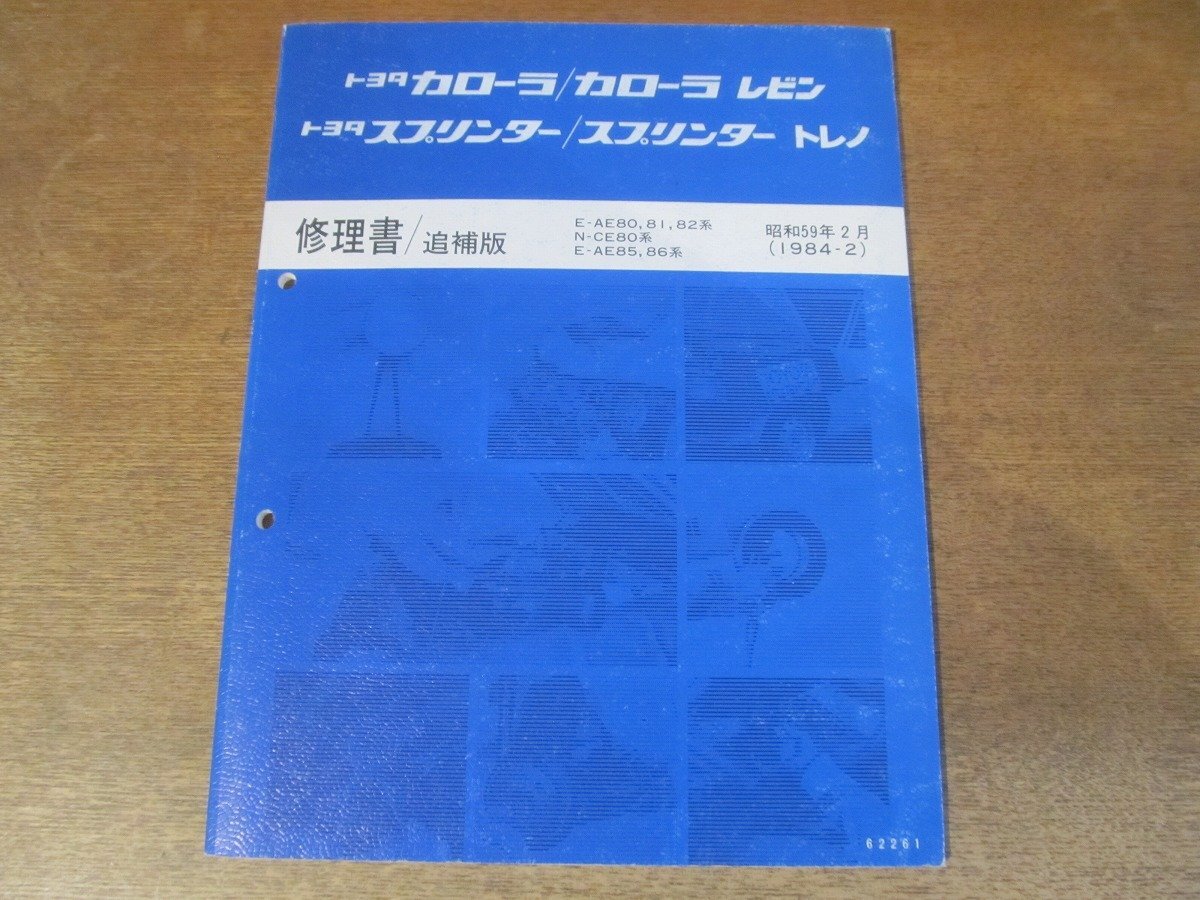 トヨタ カローラ/カローラ レビン
トヨタ スプリンター/スプリンター トレノ
修理書/追補版
E-AE80,81,82系
N-CE80系
E-AE85,86系
昭和59年2月
(1984-2)
62261